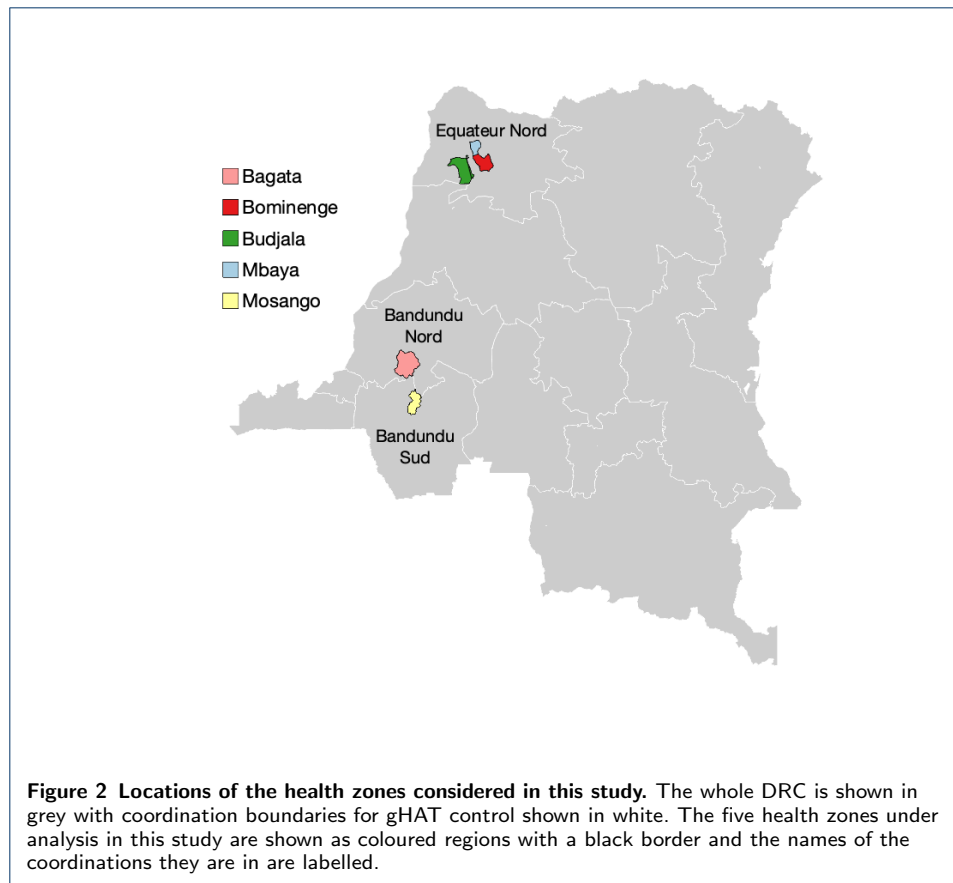 Equateur Nord
Bagata
Bominenge
Budjala
Mbaya
Mosango
Bandundu
Nord
Bandundu
Sud
Figure 2 Locations of the health zones considered in this study. The whole DRC is shown in
grey with coordination boundaries for gHAT control shown in white. The five health zones under
analysis in this study are shown as coloured regions with a black border and the names of the
coordinations they are in are labelled.